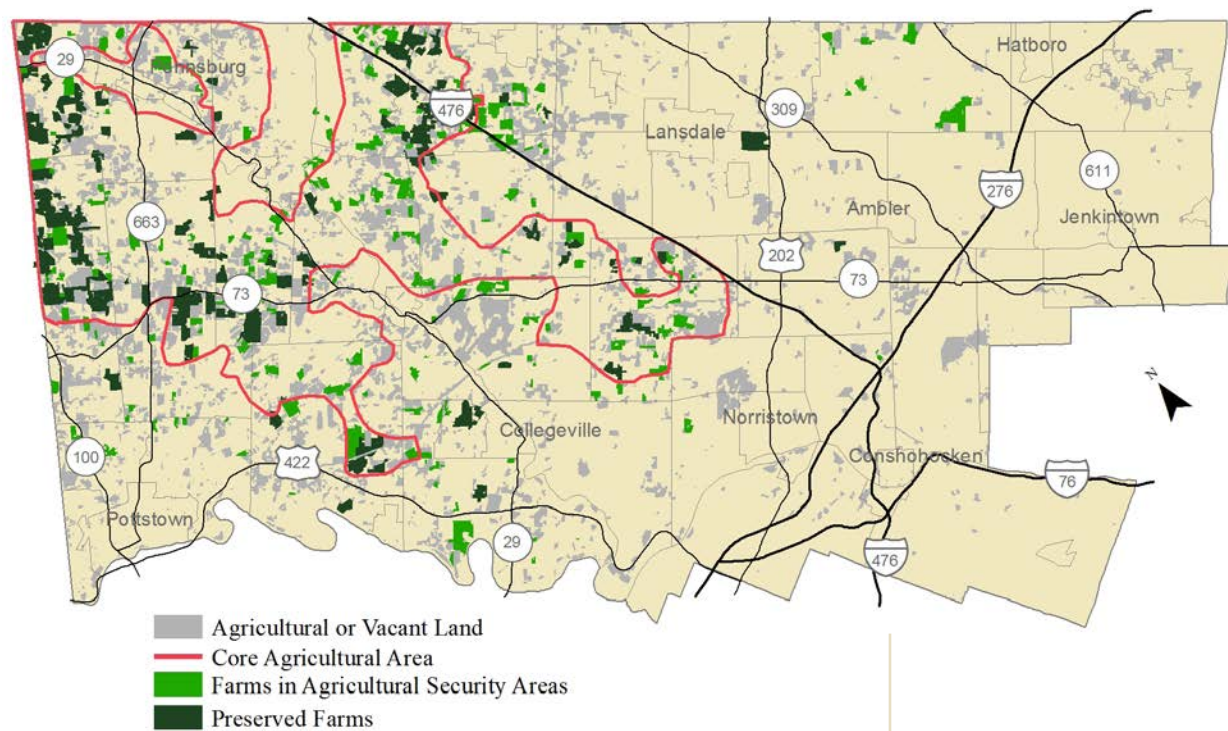 Hatboro
29
476
309
Lansdale
611
276
663
Ambler
Jenkintown
202
73
73
N
Norristown
Collegeville
100
422
Conshohocken
76
Pottstown
29
476
Agricultural or Vacant Land
Core Agricultural Area
Farms in Agricultural Security Areas
Preserved Farms